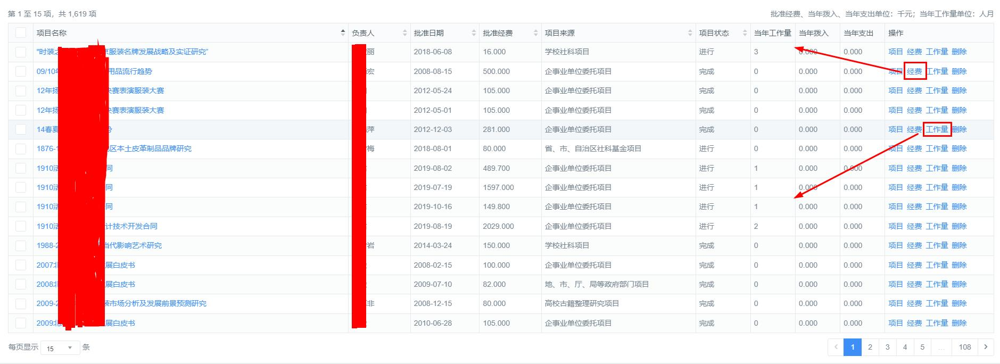 第 1 至 15 项，共 1,619 项 批准经费、当年拨入、当年支出单位：千元；当年工作量单位：人月
项目名称 负责人 批准日期 批准经费 项目来源 项目状态 当年工作量 当年拨入 当年支出 操作
"时装之 京服装名牌发展战略及实证研究" 丽 2018-06-08 16.000 学校社科项目 进行 3 0.000 0.000 项目 经费 工作量 删除
09/10年 用品流行趋势 宏 2008-08-15 500.000 企事业单位委托项目 完成 0 0.000 0.000 项目 经费 工作量 删除
12年扬 决赛表演服装大赛 2012-05-24 105.000 企事业单位委托项目 完成 0 0.000 0.000 项目 经费 工作量 删除
12年扬 决赛表演服装大赛 2012-05-01 105.000 企事业单位委托项目 完成 0 0.000 0.000 项目 经费 工作量 删除
14春夏 势 萍 2012-12-03 281.000 企事业单位委托项目 完成 0 0.000 0.000 项目 经费 工作量 删除
1876-1 区本土皮革制品品牌研究 梅 2018-08-01 80.000 省、市、自治区社科基金项目 进行 0 0.000 0.000 项目 经费 工作量 删除
1910活 同 2019-08-02 489.700 企事业单位委托项目 进行 1 0.000 0.000 项目 经费 工作量 删除
1910活 同 2019-07-19 1597.000 企事业单位委托项目 进行 1 0.000 0.000 项目 经费 工作量 删除
1910活 同 2019-10-16 149.800 企事业单位委托项目 进行 1 0.000 0.000 项目 经费 工作量 删除
1910活 计技术开发合同 2019-08-19 2029.000 企事业单位委托项目 进行 2 0.000 0.000 项目 经费 工作量 删除
1988-2 当代影响艺术研究 岩 2014-03-24 150.000 学校社科项目 完成 0 0.000 0.000 项目 经费 工作量 删除
2007北 展白皮书 2008-02-15 100.000 企事业单位委托项目 完成 0 0.000 0.000 项目 经费 工作量 删除
2008北 展白皮书 2009-07-10 82.000 地、市、厅、局等政府部门项目 完成 0 0.000 0.000 项目 经费 工作量 删除
2009-2 装市场分析及发展前景预测研究 非 2008-12-15 80.000 高校古籍整理研究项目 完成 0 0.000 0.000 项目 经费 工作量 删除
2009北 展白皮书 2010-06-28 105.000 企事业单位委托项目 完成 0 0.000 0.000 项目 经费 工作量 删除
每页显示 15 条 1 2 3 4 5 ... 108